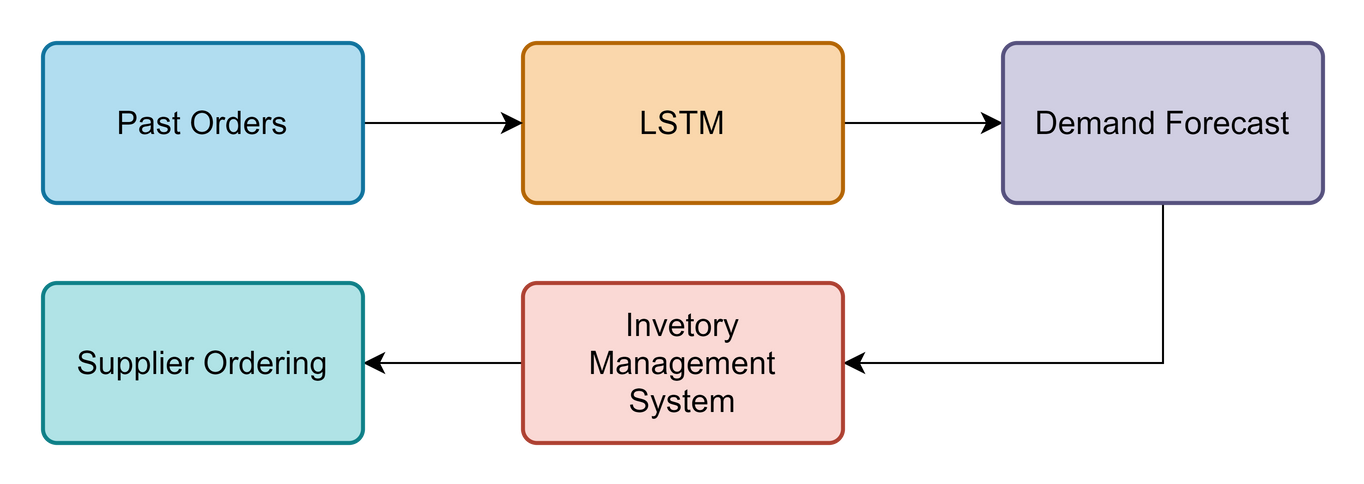 Past Orders
LSTM
Demand Forecast
Supplier Ordering
Invetory
Management
System